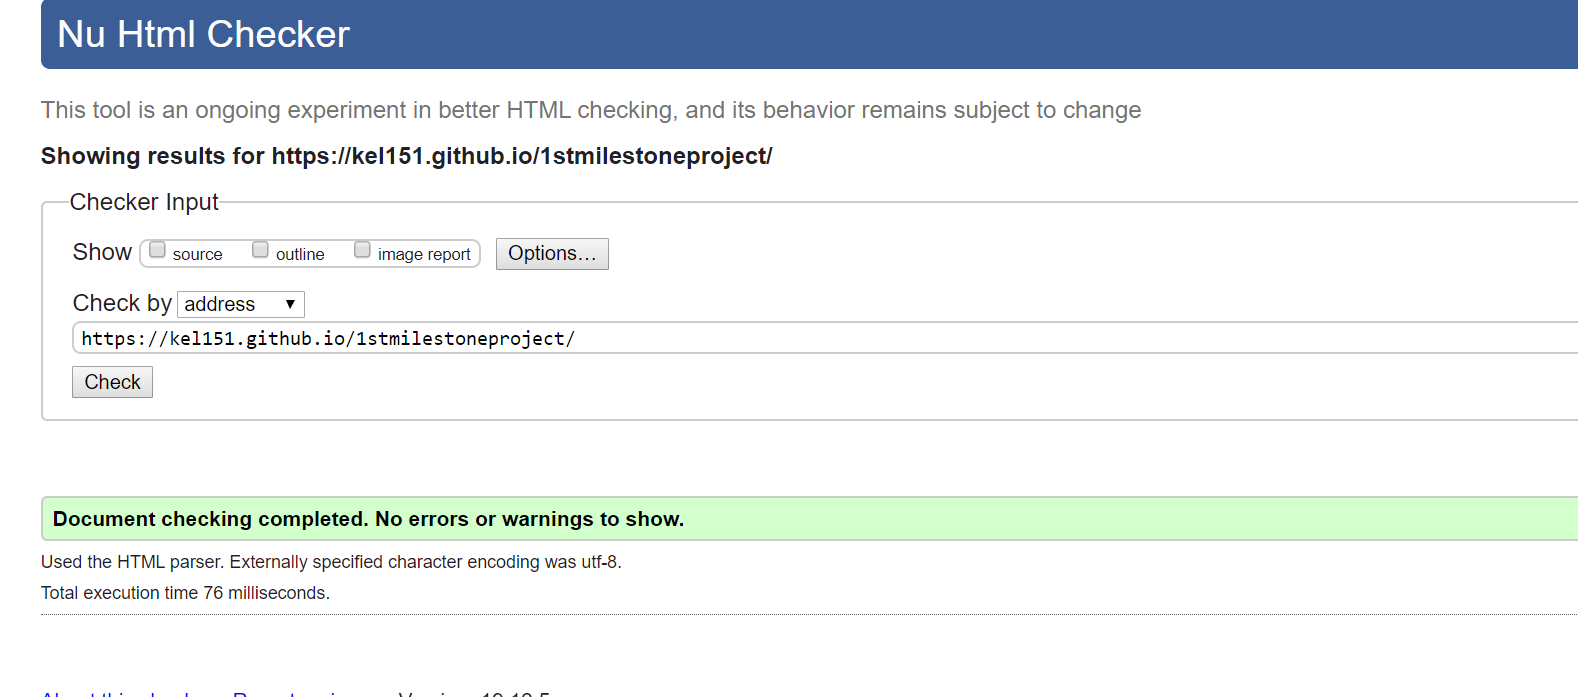 Nu Html Checker
This tool is an ongoing experiment in better HTML checking, and its behavior remains subject to change
Showing results for https://kel151.github.io/1stmilestoneproject/
Checker Input
Show source outline image report Options...
Check by address
https://kel151.github.io/1stmilestoneproject/
Check
Document checking completed. No errors or warnings to show.
Used the HTML parser. Externally specified character encoding was utf-8.
Total execution time 76 milliseconds.